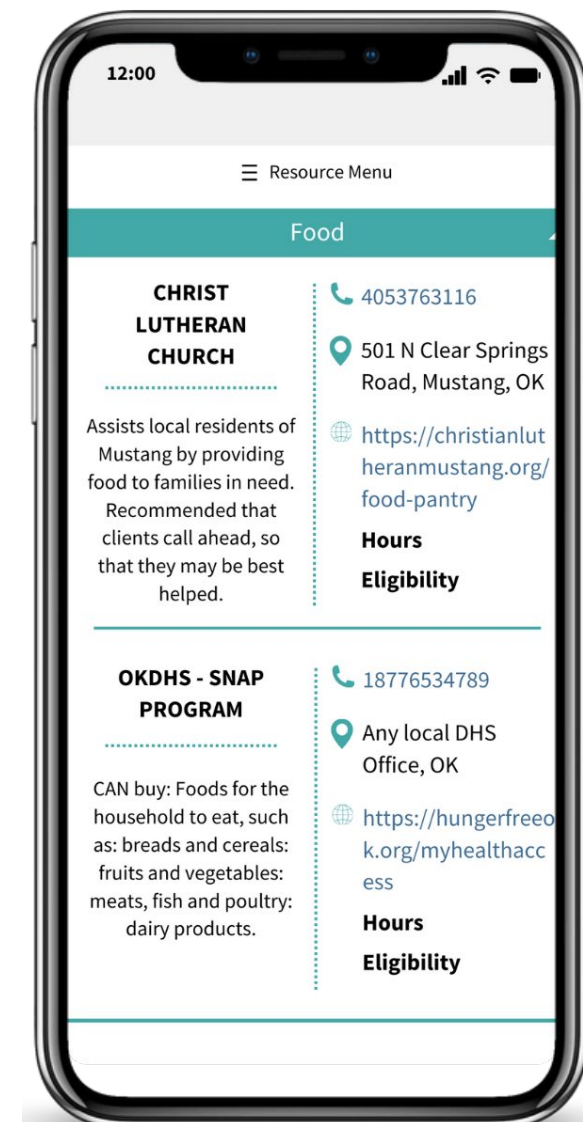 12:00
Resource Menu
Food
CHRIST
LUTHERAN
CHURCH
Assists local residents of
Mustang by providing
food to families in need.
Recommended that
clients call ahead, so
that they may be best
helped.
4053763116
501 N Clear Springs
Road, Mustang, OK
https://christianlut
heranmustang.org/
food-pantry
Hours
Eligibility
OKDHS - SNAP
PROGRAM
CAN buy: Foods for the
household to eat, such
as: breads and cereals:
fruits and vegetables:
meats, fish and poultry:
dairy products.
18776534789
Any local DHS
Office, OK
https://hungerfreeo
k.org/myhealthacc
ess
Hours
Eligibility